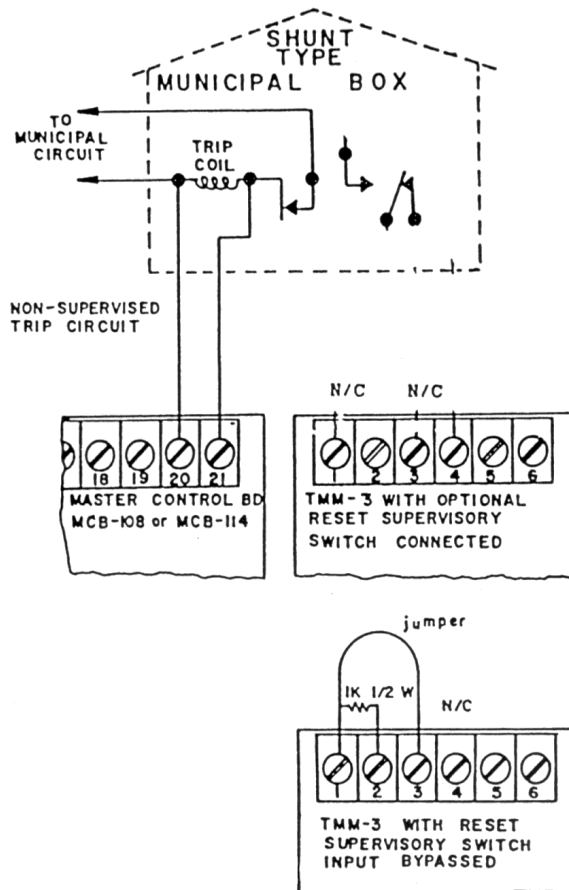 SHUNT
TYPE
MUNICIPAL BOX
TO
MUNICIPAL
CIRCUIT
TRIP
COIL
NON-SUPERVISED
TRIP CIRCUIT
N/C N/C
18 19 20 21
1 2 3 4 5 6
MASTER CONTROL BD
MCB-108 or MCB-114
TMM-3 WITH OPTIONAL
RESET SUPERVISORY
SWITCH CONNECTED
jumper
1K 1/2 W
N/C
1 2 3 4 5 6
TMM-3 WITH RESET
SUPERVISORY SWITCH
INPUT BYPASSED